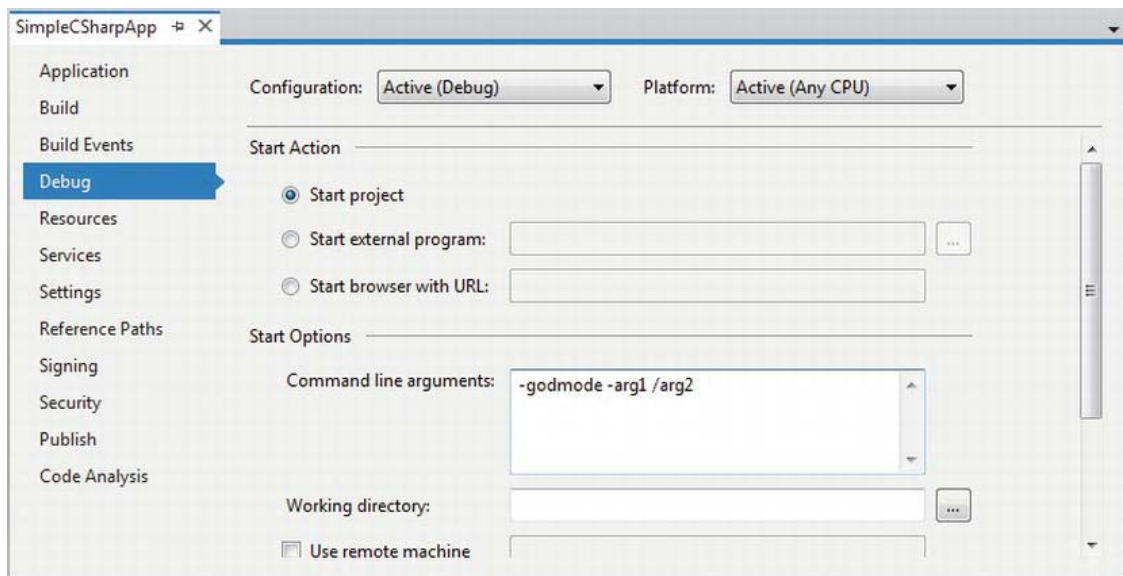 SimpleCSharpApp
Application
Build
Build Events
Debug
Resources
Services
Settings
Reference Paths
Signing
Security
Publish
Code Analysis
Configuration: Active (Debug) Platform: Active (Any CPU)
Start Action
Start project
Start external program: ...
Start browser with URL:
Start Options
Command line arguments: -godmode -arg1 /arg2
Working directory: ...
Use remote machine